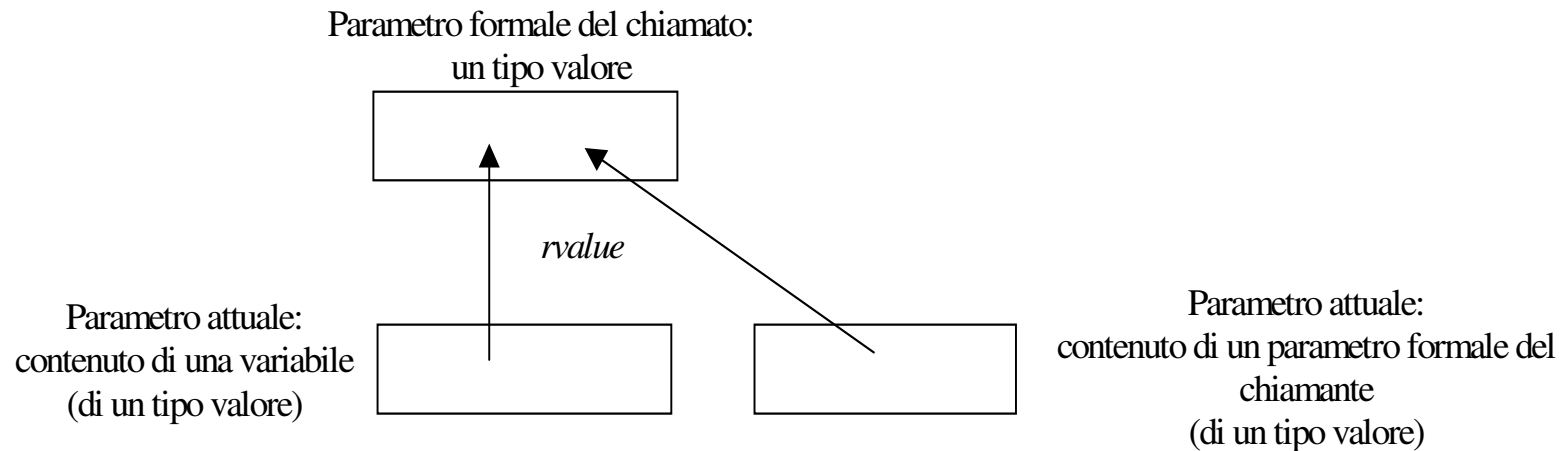 Parametro formale del chiamato:
un tipo valore
rvalue
Parametro attuale:
contenuto di una variabile
(di un tipo valore)
Parametro attuale:
contenuto di un parametro formale del
chiamante
(di un tipo valore)